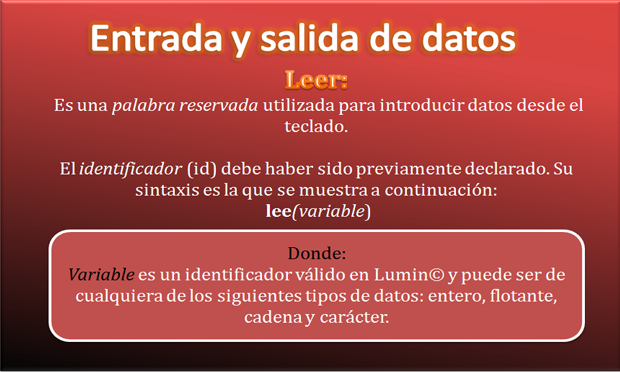 Entrada y salida de datos
Leer:
Es una palabra reservada utilizada para introducir datos desde el
teclado.
El identificador (id) debe haber sido previamente declarado. Su
sintaxis es la que se muestra a continuación:
lee(variable)
Donde:
Variable es un identificador válido en Lumin© y puede ser de
cualquiera de los siguientes tipos de datos: entero, flotante,
cadena y carácter.